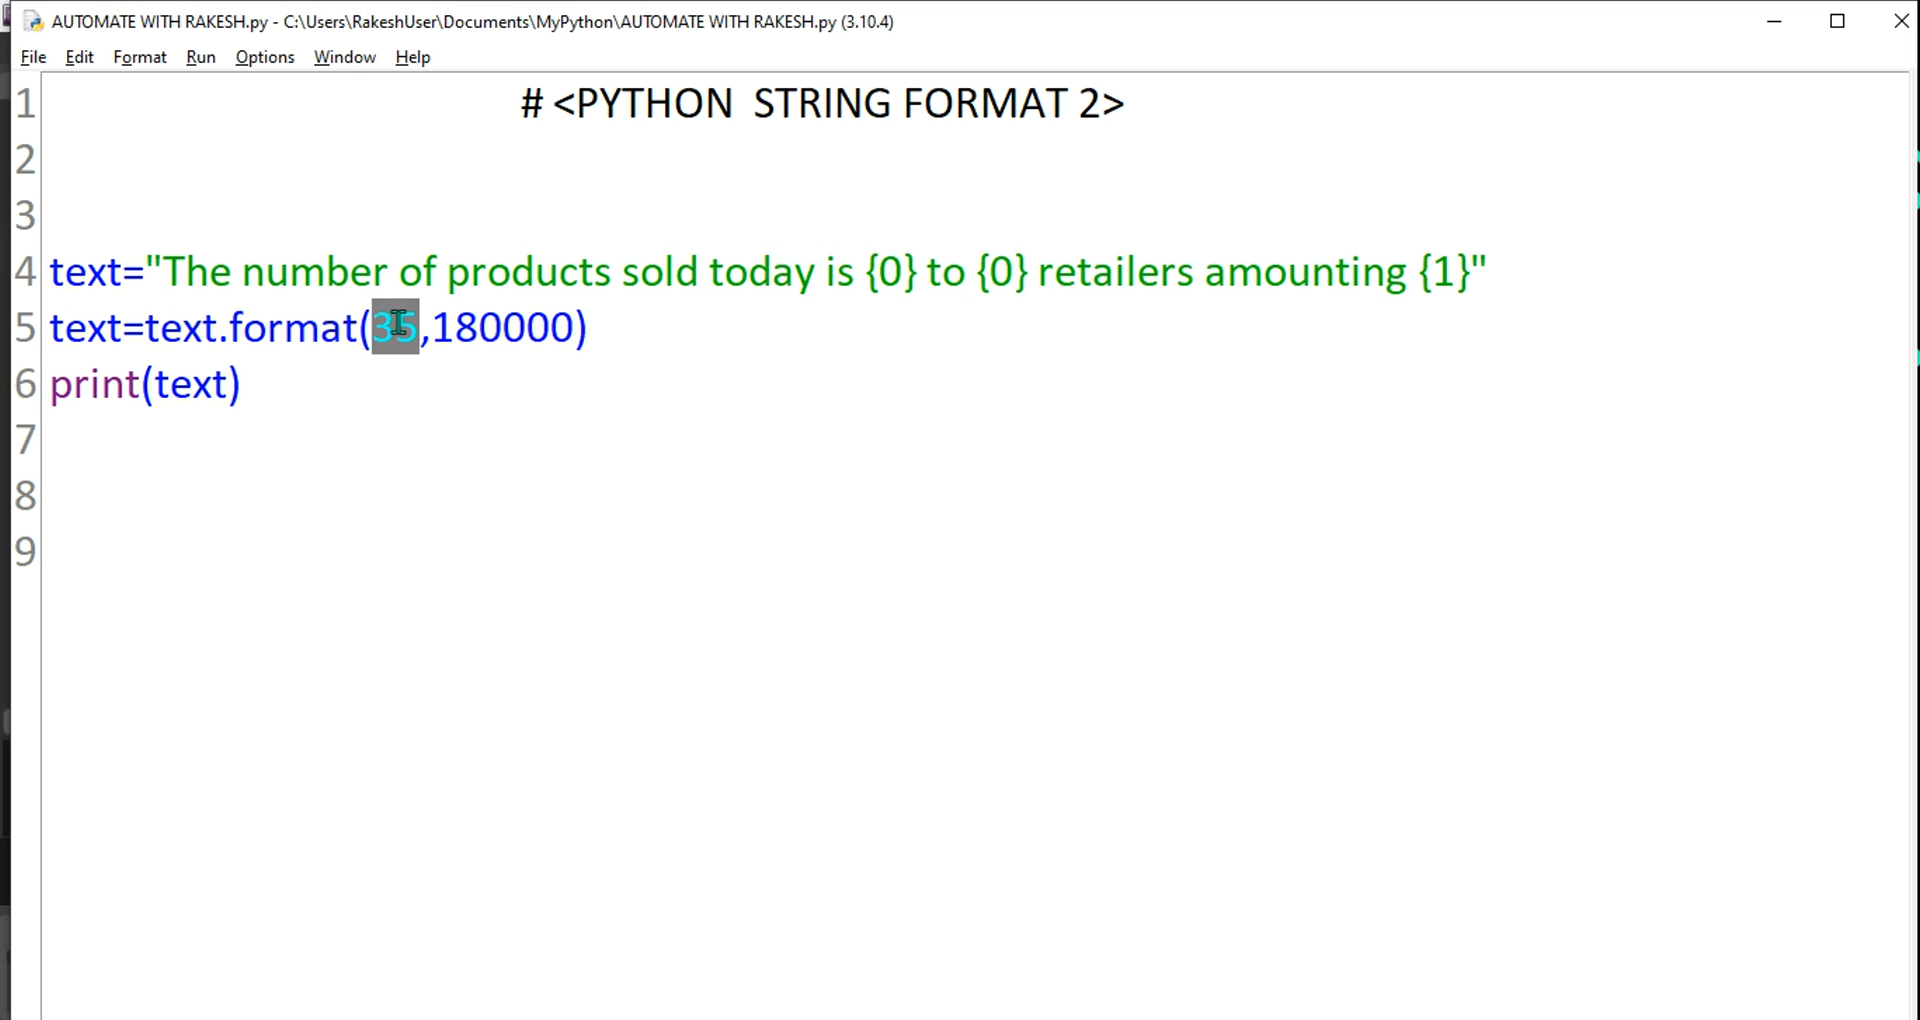 AUTOMATE WITH RAKESH.py - C:\Users\RakeshUser\Documents\MyPython\AUTOMATE WITH RAKESH.py (3.10.4)
File Edit Format Run Options Window Help
1 # <PYTHON  STRING FORMAT 2>
2
3
4 text="The number of products sold today is {0} to {0} retailers amounting {1}"
5 text=text.format(35,180000)
6 print(text)
7
8
9